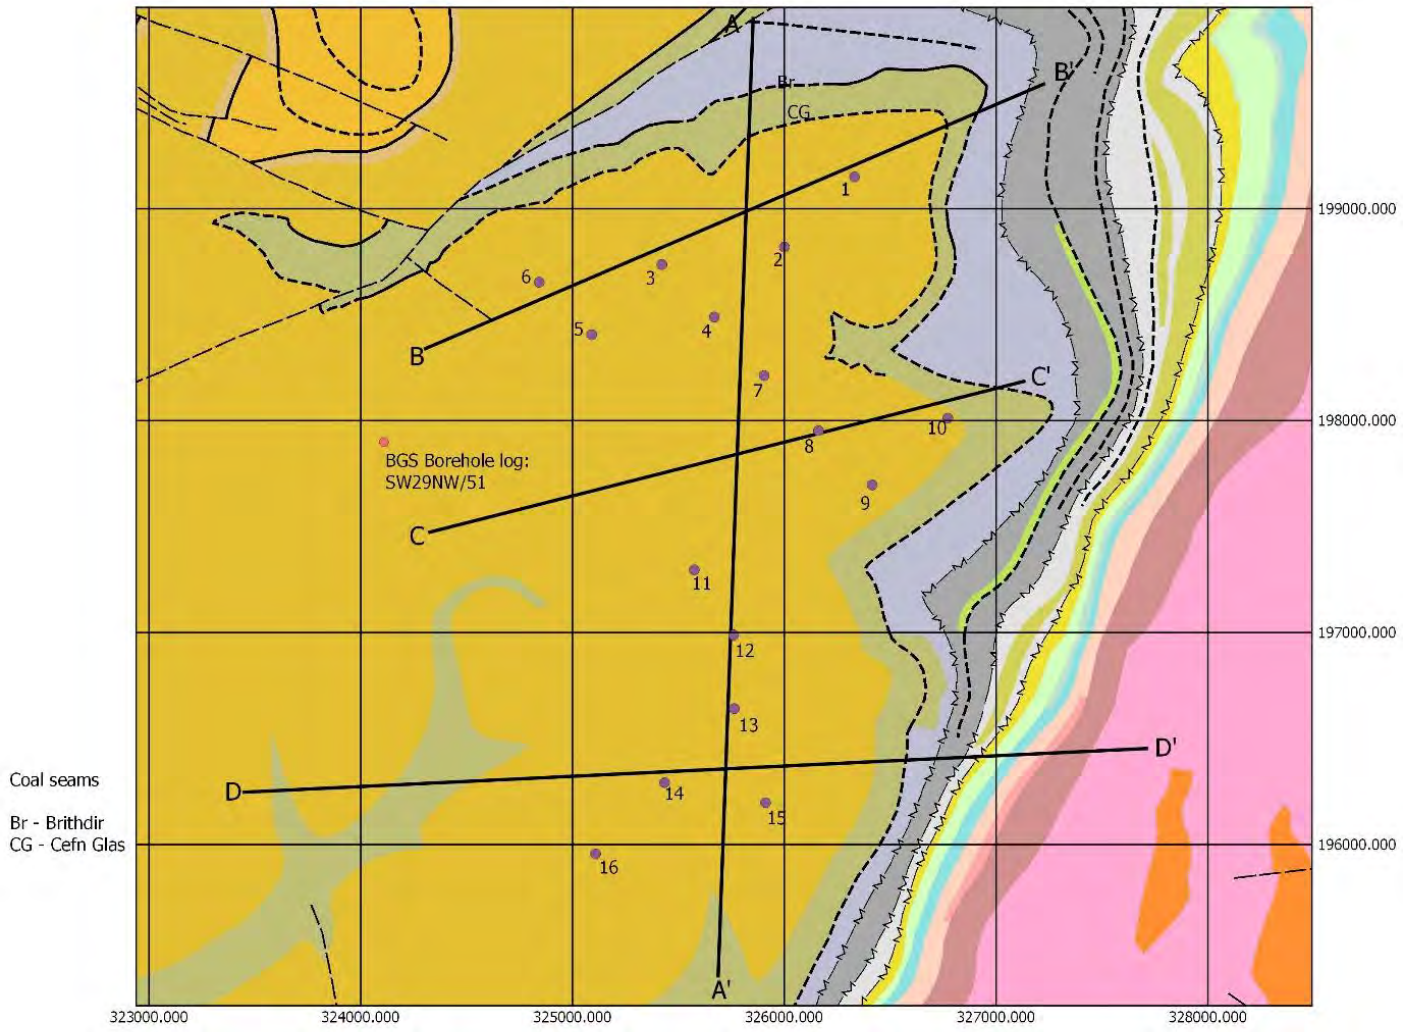 A
B'
Br
CG
1
199000.000
2
3
6
4
5
B
7
C'
10
8
198000.000
BGS Borehole log:
SW29NW/51
9
C
11
197000.000
12
13
D'
Coal seams
D
14
15
Br - Brithdir
CG - Cefn Glas
196000.000
16
A'
323000.000 324000.000 325000.000 326000.000 327000.000 328000.000